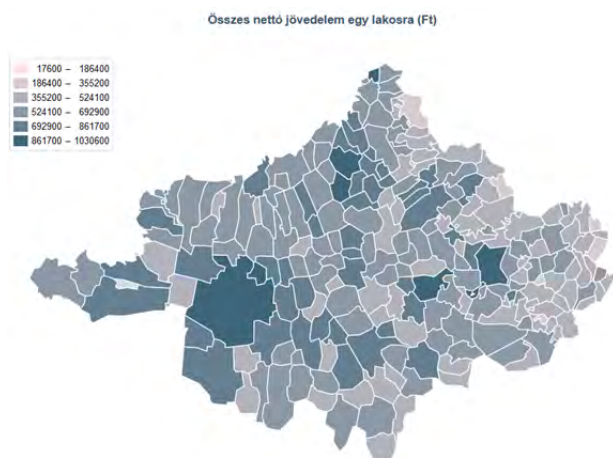 Összes nettó jövedelem egy lakosra (Ft)
17600 – 186400
186400 – 355200
355200 – 524100
524100 – 692900
692900 – 861700
861700 – 1030600